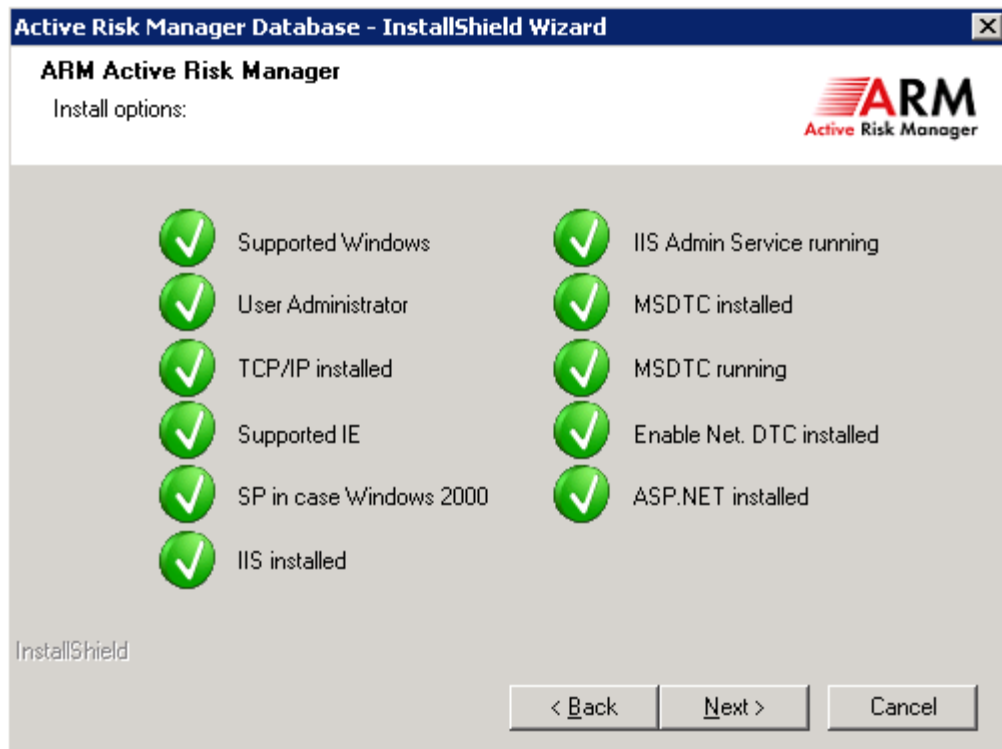 Active Risk Manager Database - InstallShield Wizard
ARM Active Risk Manager
Install options:
ARM
Active Risk Manager
Supported Windows
User Administrator
TCP/IP installed
Supported IE
SP in case Windows 2000
IIS installed
IIS Admin Service running
MSDTC installed
MSDTC running
Enable Net. DTC installed
ASP.NET installed
InstallShield
< Back
Next >
Cancel